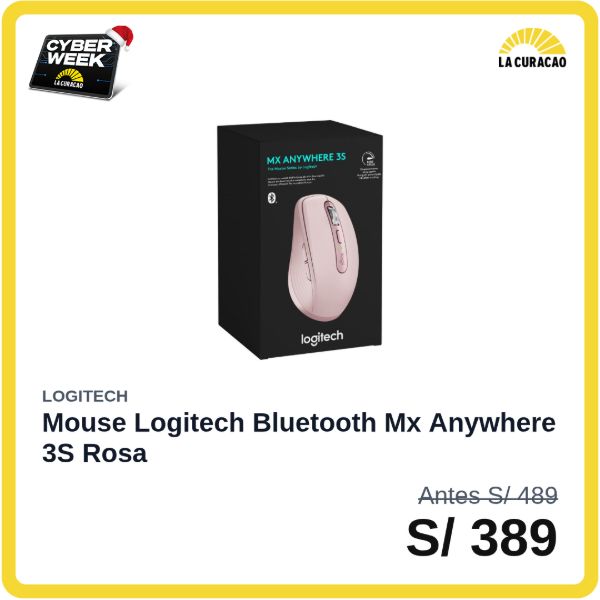 CYBER
WEEK
LA CURACAO
LA CURACAO
MX ANYWHERE 3S
logitech
LOGITECH
Mouse Logitech Bluetooth Mx Anywhere
3S Rosa
Antes S/ 489
S/ 389